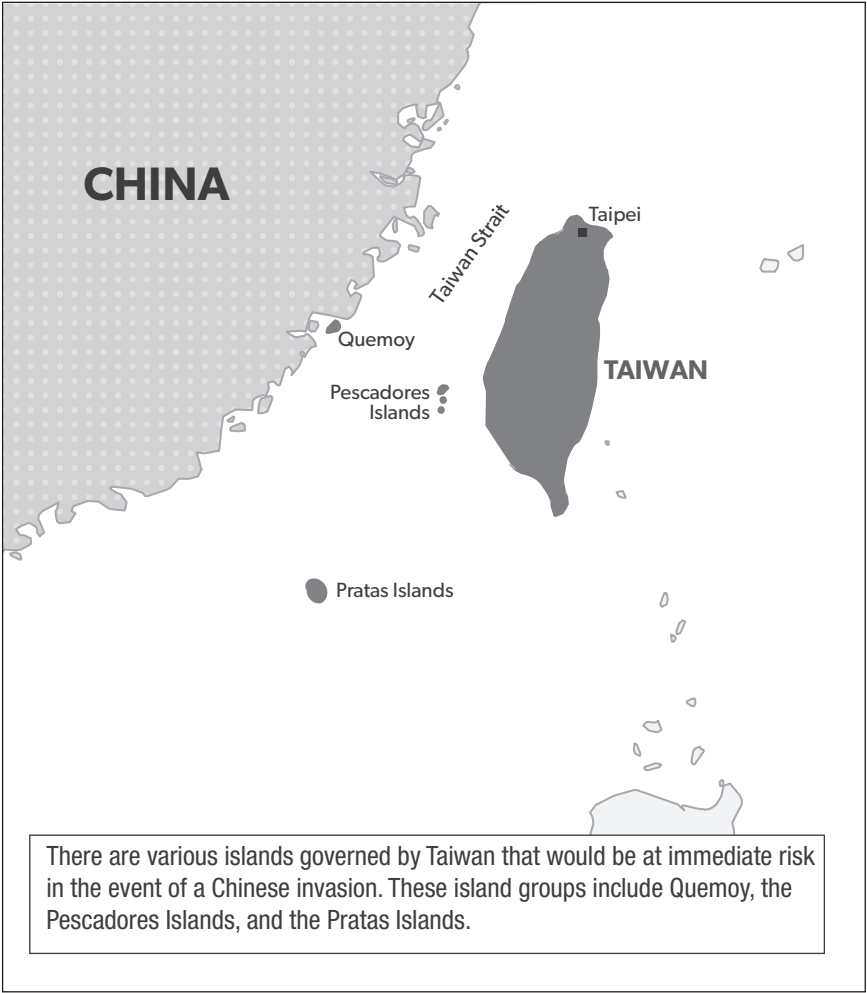 CHINA
Taiwan Strait
Taipei
Quemoy
TAIWAN
Pescadores
Islands
Pratas Islands
There are various islands governed by Taiwan that would be at immediate risk
in the event of a Chinese invasion. These island groups include Quemoy, the
Pescadores Islands, and the Pratas Islands.